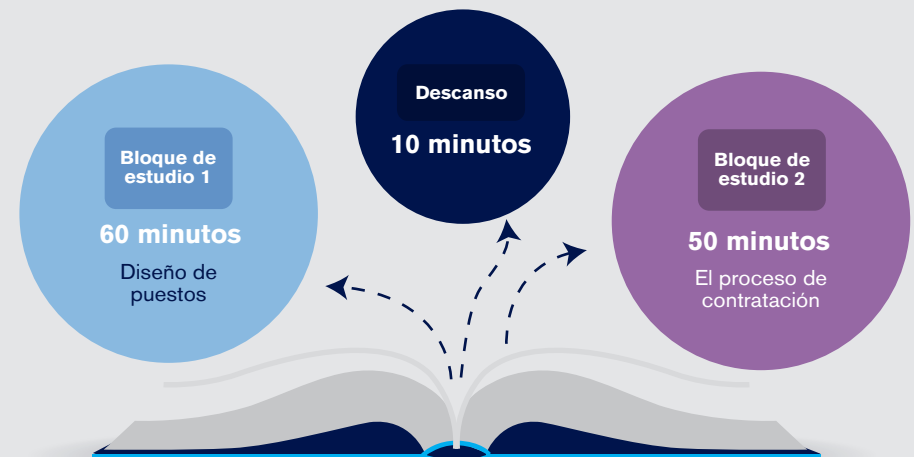 Bloque de
estudio 1
60 minutos
Diseño de
puestos
Descanso
10 minutos
Bloque de
estudio 2
50 minutos
El proceso de
contratación